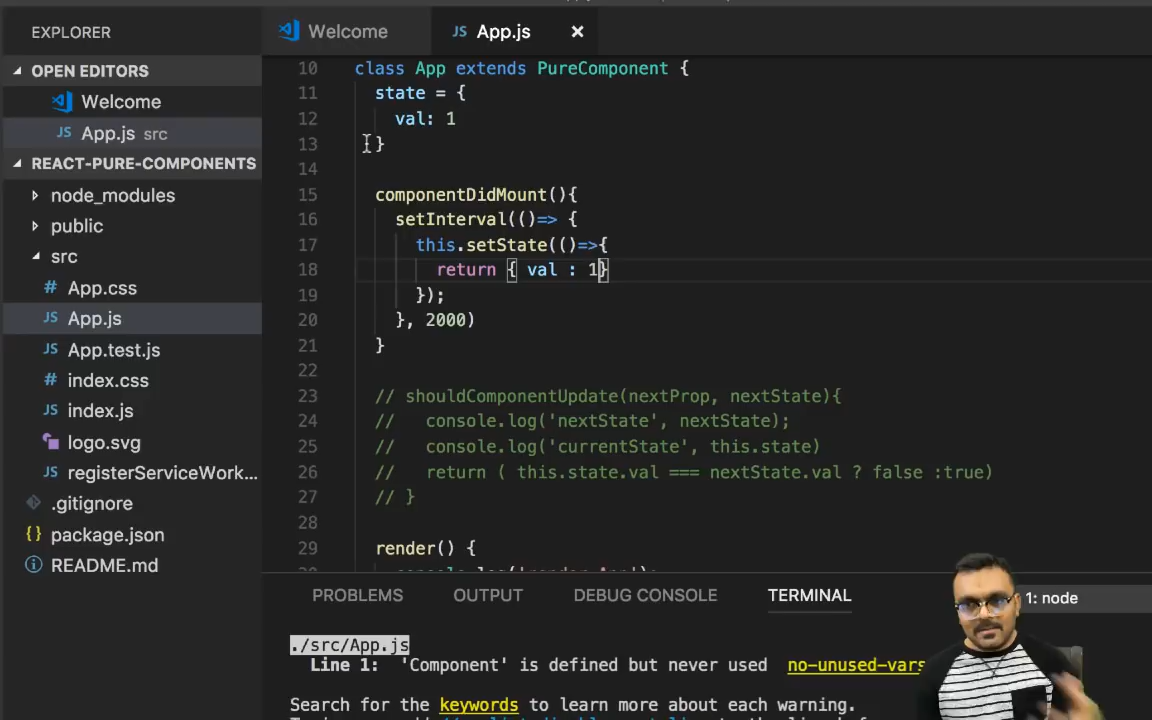 EXPLORER
OPEN EDITORS
Welcome
JS App.js src
REACT-PURE-COMPONENTS
node_modules
public
src
# App.css
JS App.js
JS App.test.js
# index.css
JS index.js
logo.svg
JS registerServiceWork...
.gitignore
{} package.json
README.md
Welcome
JS App.js ×
10 class App extends PureComponent {
11 state = {
12 val: 1
13 }
14
15 componentDidMount(){
16 setInterval(()=> {
17 this.setState(()=>{
18 return { val : 1}
19 });
20 }, 2000)
21 }
22
23 // shouldComponentUpdate(nextProp, nextState){
24 // console.log('nextState', nextState);
25 // console.log('currentState', this.state)
26 // return ( this.state.val === nextState.val ? false :true)
27 // }
28
29 render() {
PROBLEMS OUTPUT DEBUG CONSOLE TERMINAL 1: node
./src/App.js
Line 1: 'Component' is defined but never used no-unused-vars
Search for the keywords to learn more about each warning.